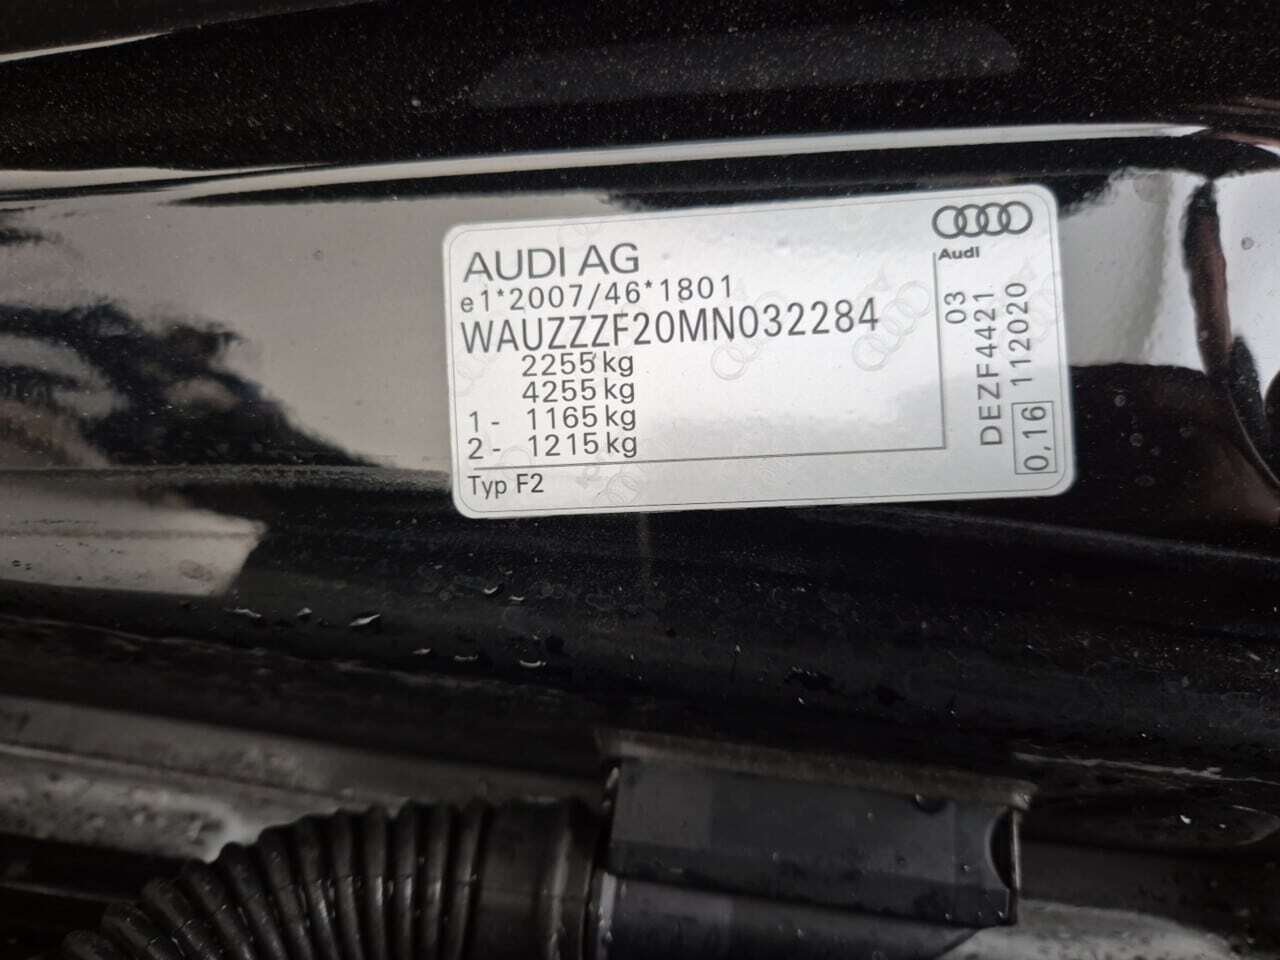 AUDI AG
e1*2007/46*1801
WAUZZZF20MN032284
2255 kg
4255 kg
1 - 1165 kg
2 - 1215 kg
Typ F2
Audi
03
DEZF4421
0,16 112020